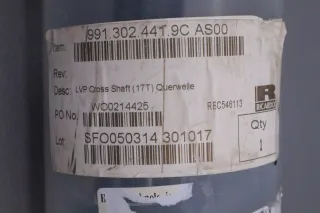 Item: 991.302.441.9C AS00
Rev:
Desc: LVP Cross Shaft (17T) Querwelle
PO No. WO0214425 REC546113
RICARDO
Qty
1
Lot SFO050314 301017